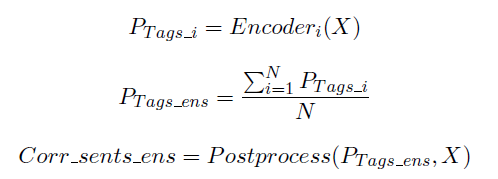 P_{Tags_i} = Encoder_i(X)
P_{Tags_ens} = \frac{\sum_{i=1}^{N} P_{Tags_i}}{N}
Corr_sents_ens = Postprocess(P_{Tags_ens}, X)